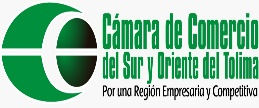 Cámara de Comercio
del Sur y Oriente del Tolima
Por una Región Empresaria y Competitiva